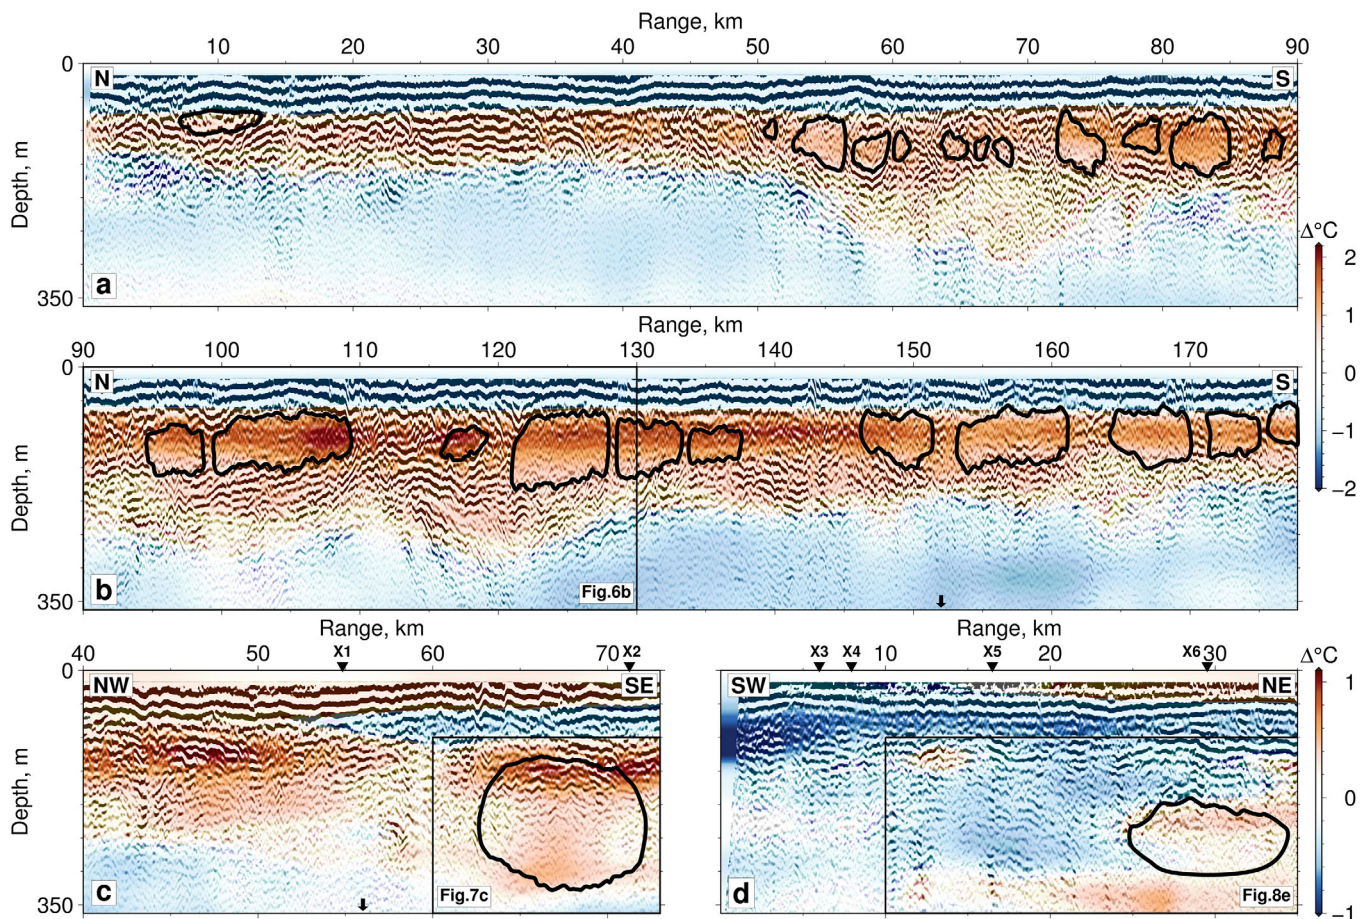 Range, km
10 20 30 40 50 60 70 80 90
0
N S
Depth, m
a
350
Δ°C
2
1
0
−1
−2
Range, km
90 100 110 120 130 140 150 160 170
0
N S
Depth, m
b
Fig.6b
350
Range, km
40 50 X1 60 70 X2
0
NW SE
Depth, m
c
Fig.7c
350
Range, km
X3 X4 10 X5 20 X6 30
SW NE
d
Fig.8e
Δ°C
1
0
−1